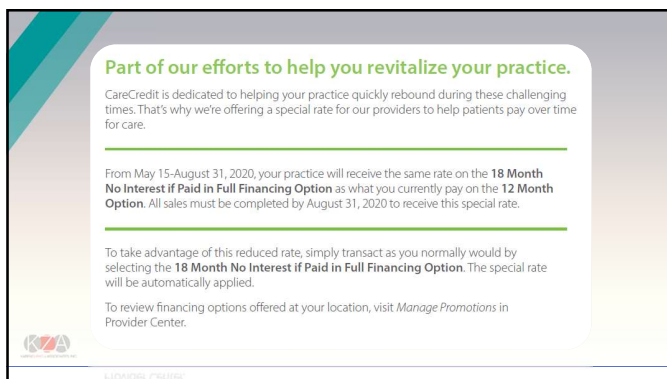 Part of our efforts to help you revitalize your practice.
CareCredit is dedicated to helping your practice quickly rebound during these challenging
times. That's why we're offering a special rate for our providers to help patients pay over time
for care.
From May 15-August 31, 2020, your practice will receive the same rate on the 18 Month
No Interest if Paid in Full Financing Option as what you currently pay on the 12 Month
Option. All sales must be completed by August 31, 2020 to receive this special rate.
To take advantage of this reduced rate, simply transact as you normally would by
selecting the 18 Month No Interest if Paid in Full Financing Option. The special rate
will be automatically applied.
To review financing options offered at your location, visit Manage Promotions in
Provider Center.
KZA